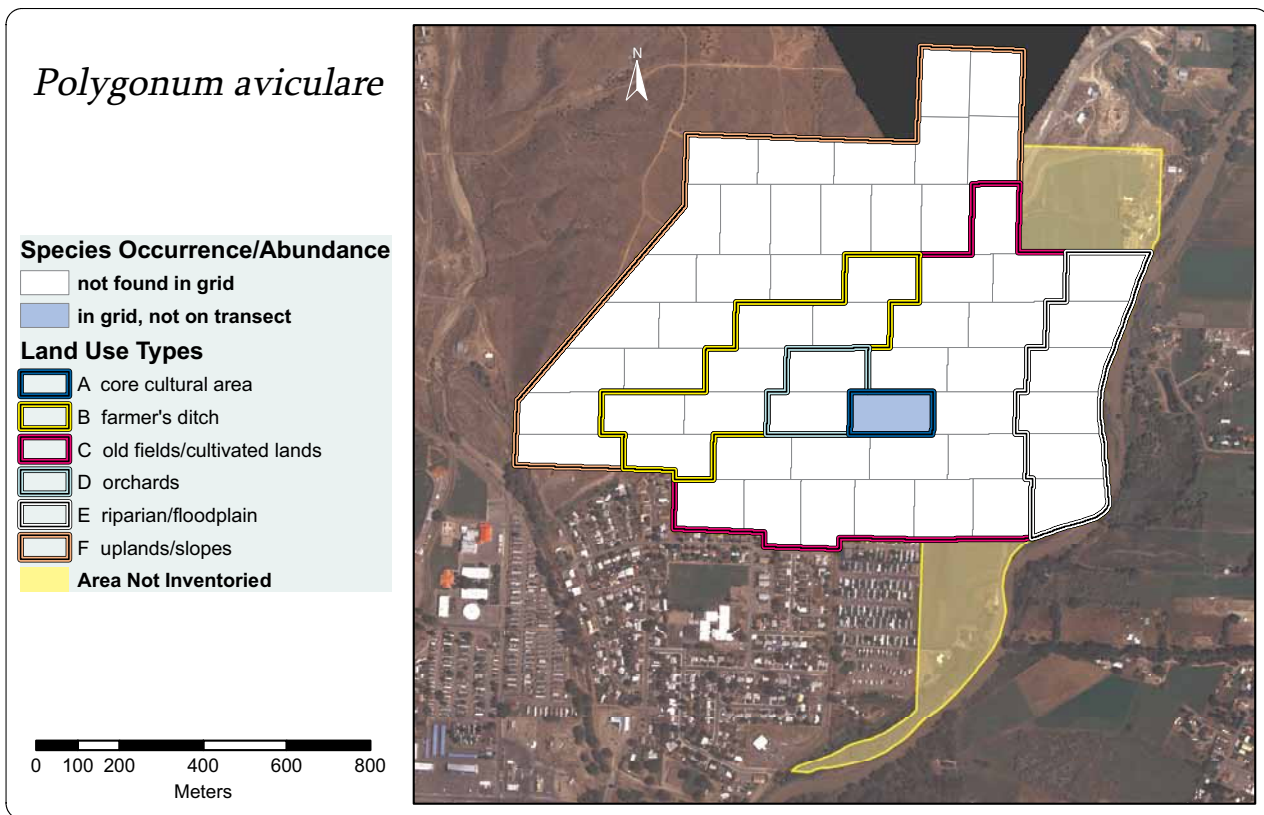 Polygonum aviculare
N
Species Occurrence/Abundance
not found in grid
in grid, not on transect
Land Use Types
A core cultural area
B farmer's ditch
C old fields/cultivated lands
D orchards
E riparian/floodplain
F uplands/slopes
Area Not Inventoried
0 100 200 400 600 800
Meters